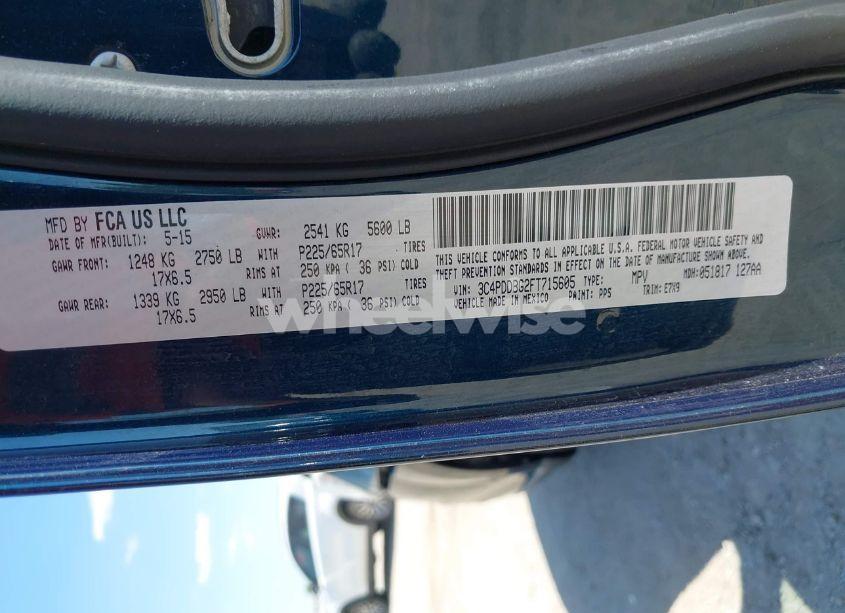 MFD BY FCA US LLC
DATE OF MFR(BUILT): 5-15 GVWR: 2541 KG 5600 LB
GAWR FRONT: 1248 KG 2750 LB WITH P225/65R17 TIRES
17X6.5 RIMS AT 250 KPA ( 36 PSI) COLD
GAWR REAR: 1339 KG 2950 LB WITH P225/65R17 TIRES
17X6.5 RIMS AT 250 KPA ( 36 PSI) COLD
THIS VEHICLE CONFORMS TO ALL APPLICABLE U.S.A. FEDERAL MOTOR VEHICLE SAFETY AND
THEFT PREVENTION STANDARDS IN EFFECT ON THE DATE OF MANUFACTURE SHOWN ABOVE.
VIN: 3C4PDD3G2FT715605 TYPE: MPV MDH: 051817 127AA
VEHICLE MADE IN MEXICO PAINT: PPS TRIM: E7X9
wheelwise